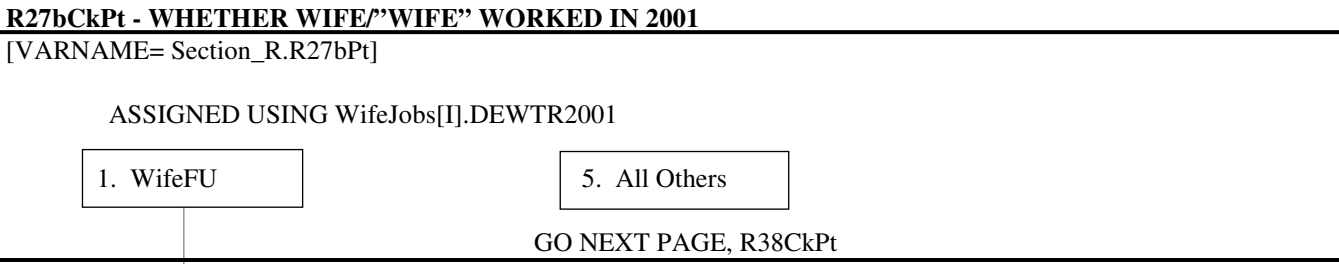 R27bCkPt - WHETHER WIFE/”WIFE” WORKED IN 2001
[VARNAME= Section_R.R27bPt]
ASSIGNED USING WifeJobs[I].DEWTR2001
1. WifeFU 5. All Others
GO NEXT PAGE, R38CkPt